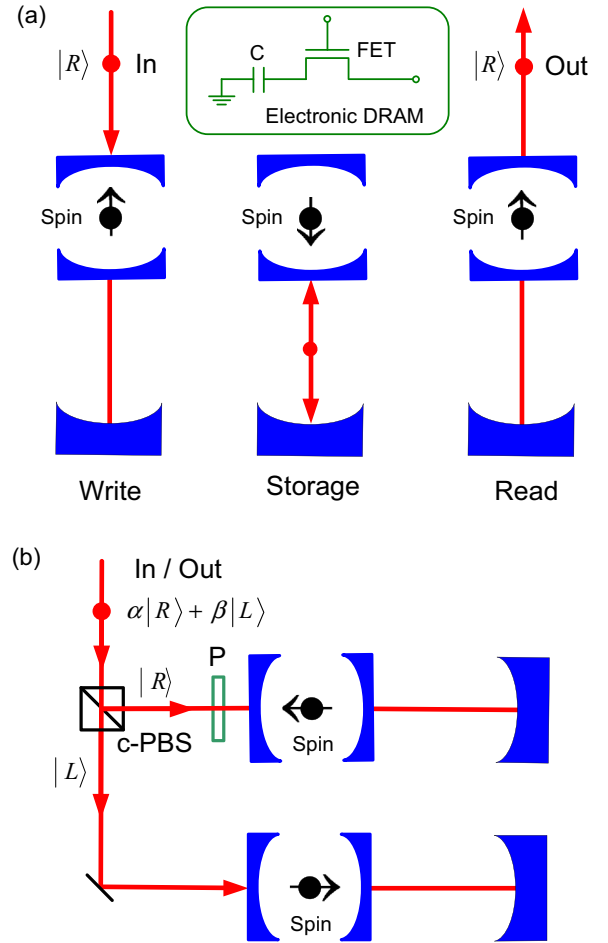 (a)
|R⟩ In
C
FET
Electronic DRAM
|R⟩ Out
Spin
Spin
Spin
Write
Storage
Read
(b)
In / Out
α|R⟩ + β|L⟩
|R⟩
P
c-PBS
Spin
|L⟩
Spin